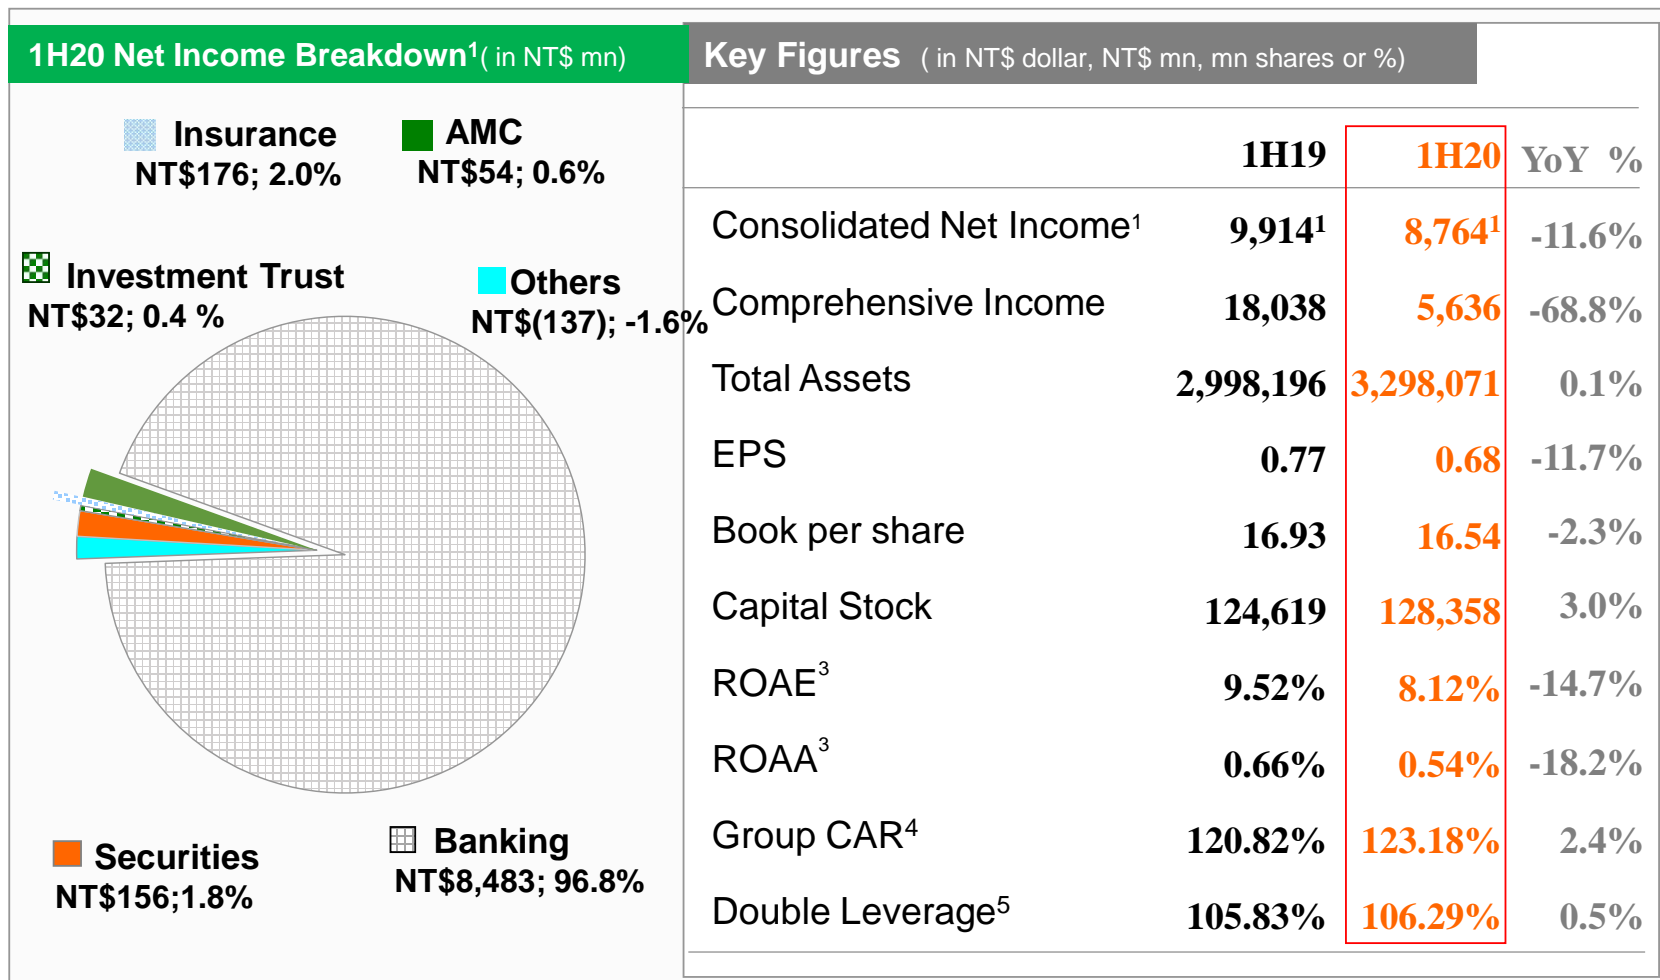 1H20 Net Income Breakdown¹( in NT$ mn)
Insurance
NT$176; 2.0%
AMC
NT$54; 0.6%
Investment Trust
NT$32; 0.4 %
Others
NT$(137); -1.6%
Securities
NT$156;1.8%
Banking
NT$8,483; 96.8%
Key Figures ( in NT$ dollar, NT$ mn, mn shares or %)
1H19 1H20 YoY %
Consolidated Net Income¹ 9,914¹ 8,764¹ -11.6%
Comprehensive Income 18,038 5,636 -68.8%
Total Assets 2,998,196 3,298,071 0.1%
EPS 0.77 0.68 -11.7%
Book per share 16.93 16.54 -2.3%
Capital Stock 124,619 128,358 3.0%
ROAE³ 9.52% 8.12% -14.7%
ROAA³ 0.66% 0.54% -18.2%
Group CAR⁴ 120.82% 123.18% 2.4%
Double Leverage⁵ 105.83% 106.29% 0.5%